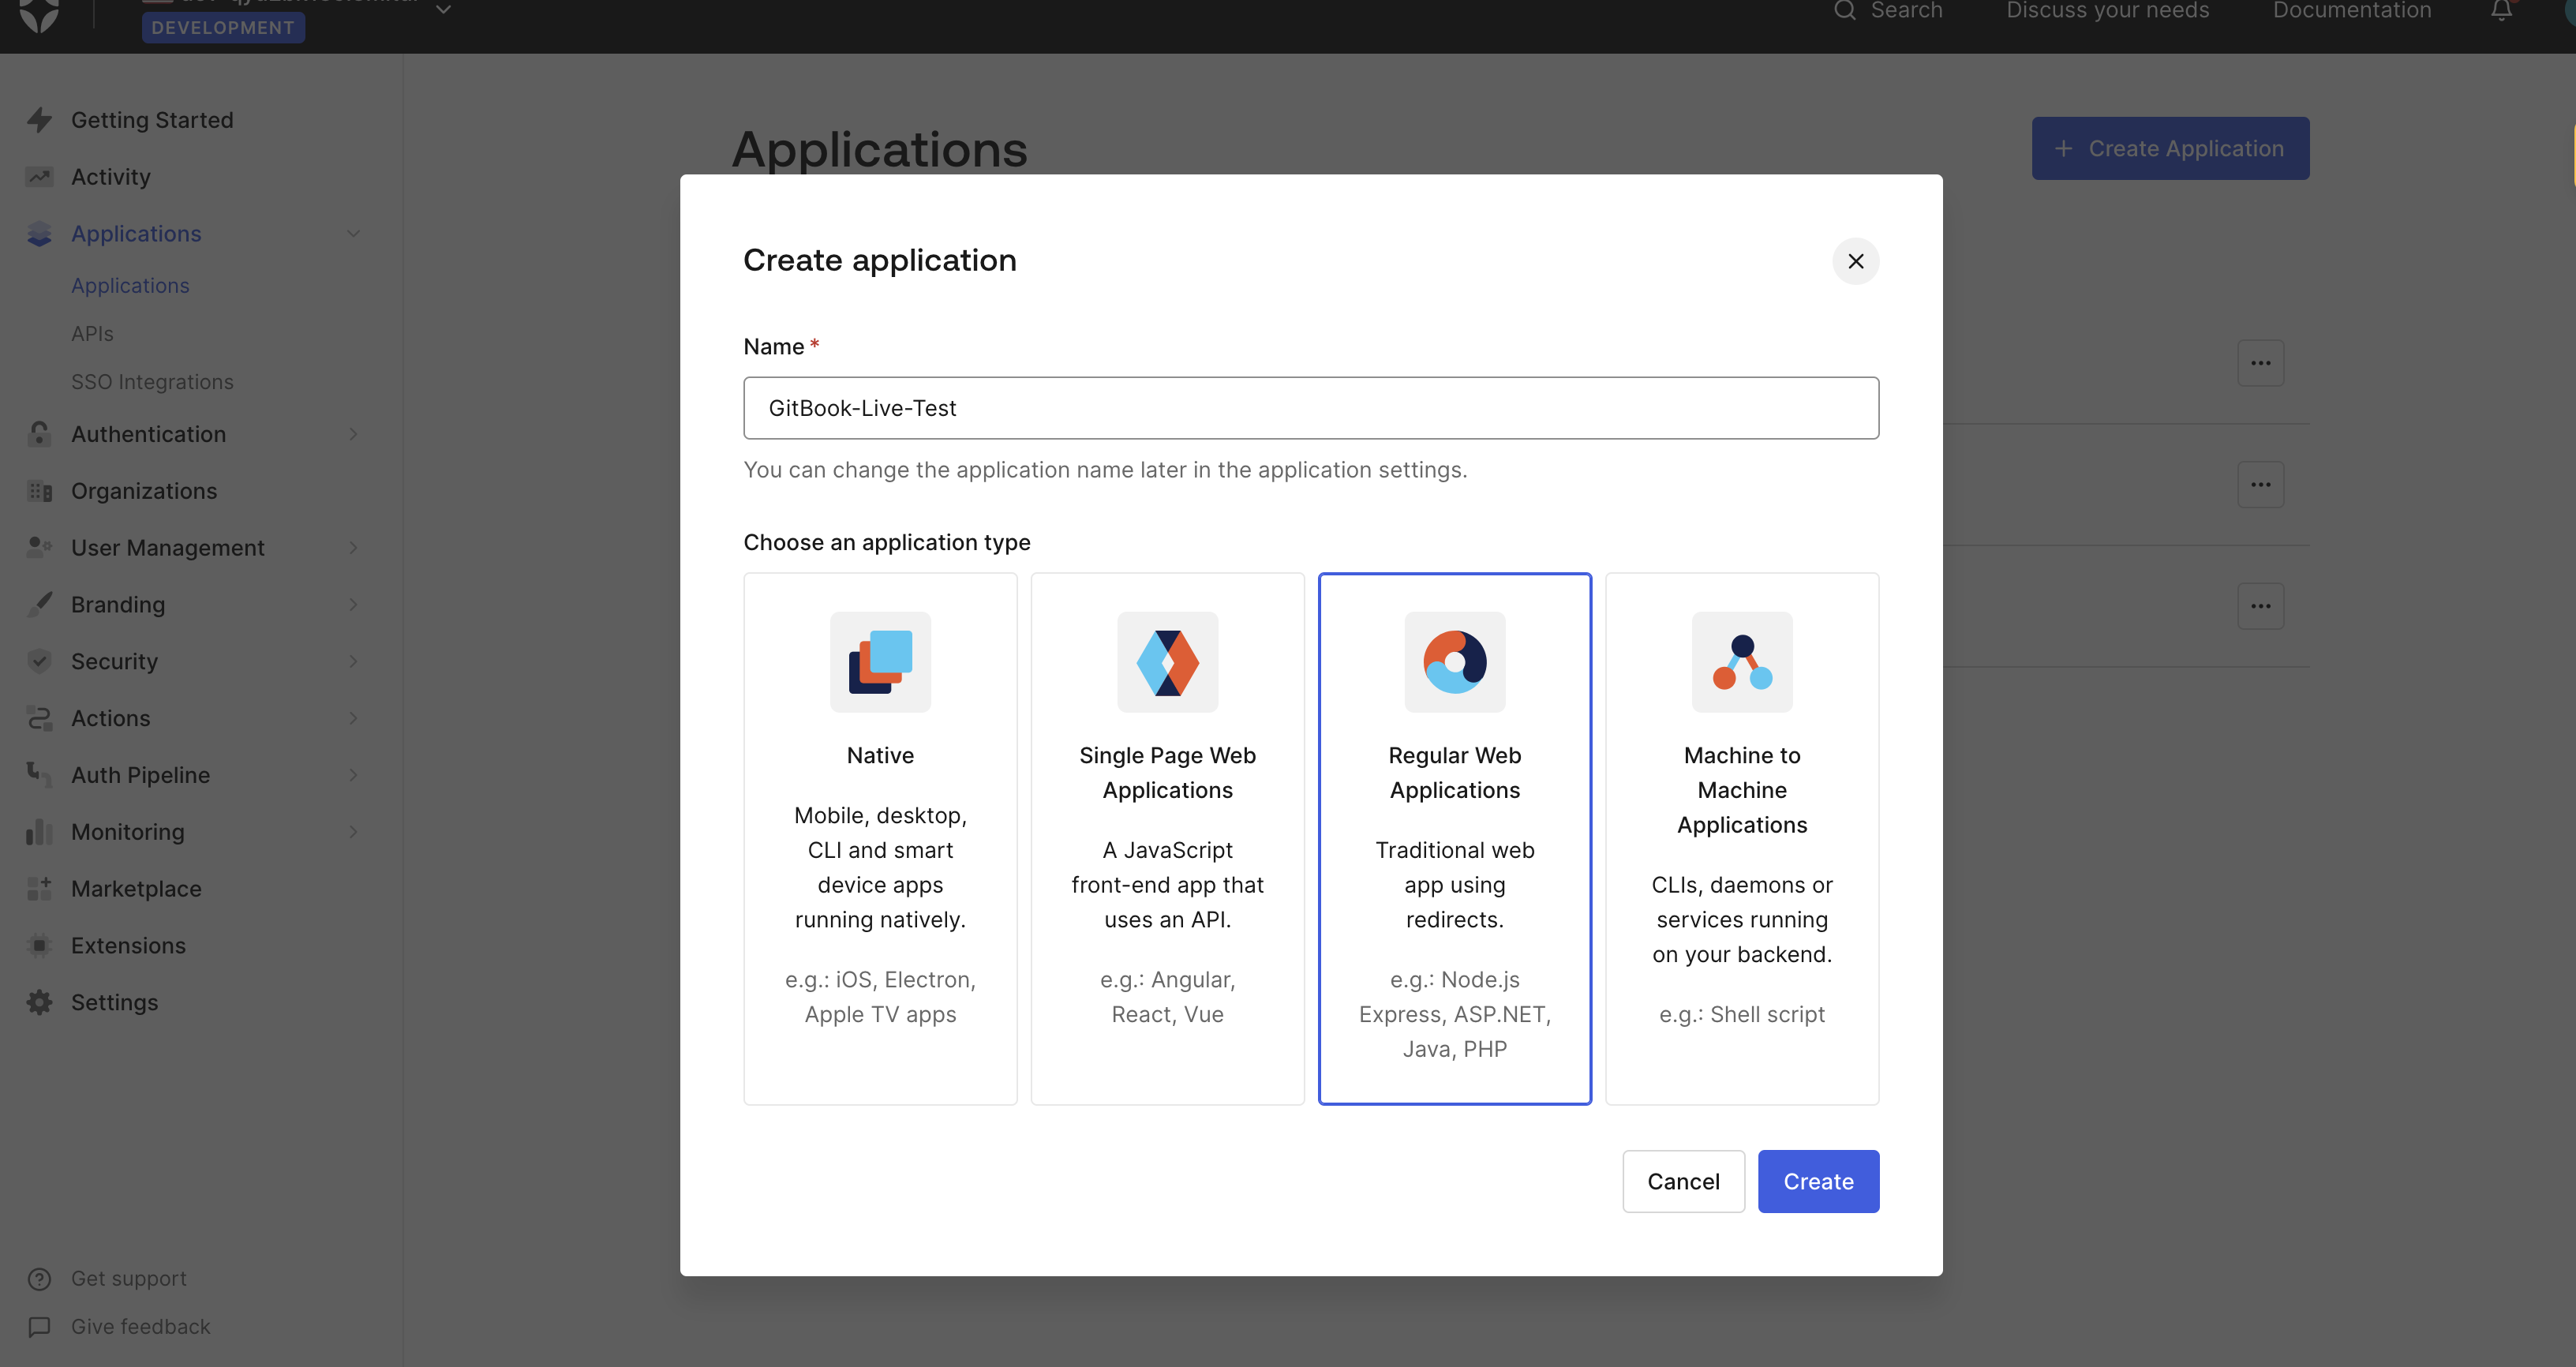 Search
Discuss your needs
Documentation
DEVELOPMENT
Getting Started
Activity
Applications
Applications
APIs
SSO Integrations
Authentication
Organizations
User Management
Branding
Security
Actions
Auth Pipeline
Monitoring
Marketplace
Extensions
Settings
Get support
Give feedback
Applications
+ Create Application
Create application
Name *
GitBook-Live-Test
You can change the application name later in the application settings.
Choose an application type
Native
Mobile, desktop,
CLI and smart
device apps
running natively.
e.g.: iOS, Electron,
Apple TV apps
Single Page Web
Applications
A JavaScript
front-end app that
uses an API.
e.g.: Angular,
React, Vue
Regular Web
Applications
Traditional web
app using
redirects.
e.g.: Node.js
Express, ASP.NET,
Java, PHP
Machine to
Machine
Applications
CLIs, daemons or
services running
on your backend.
e.g.: Shell script
Cancel
Create